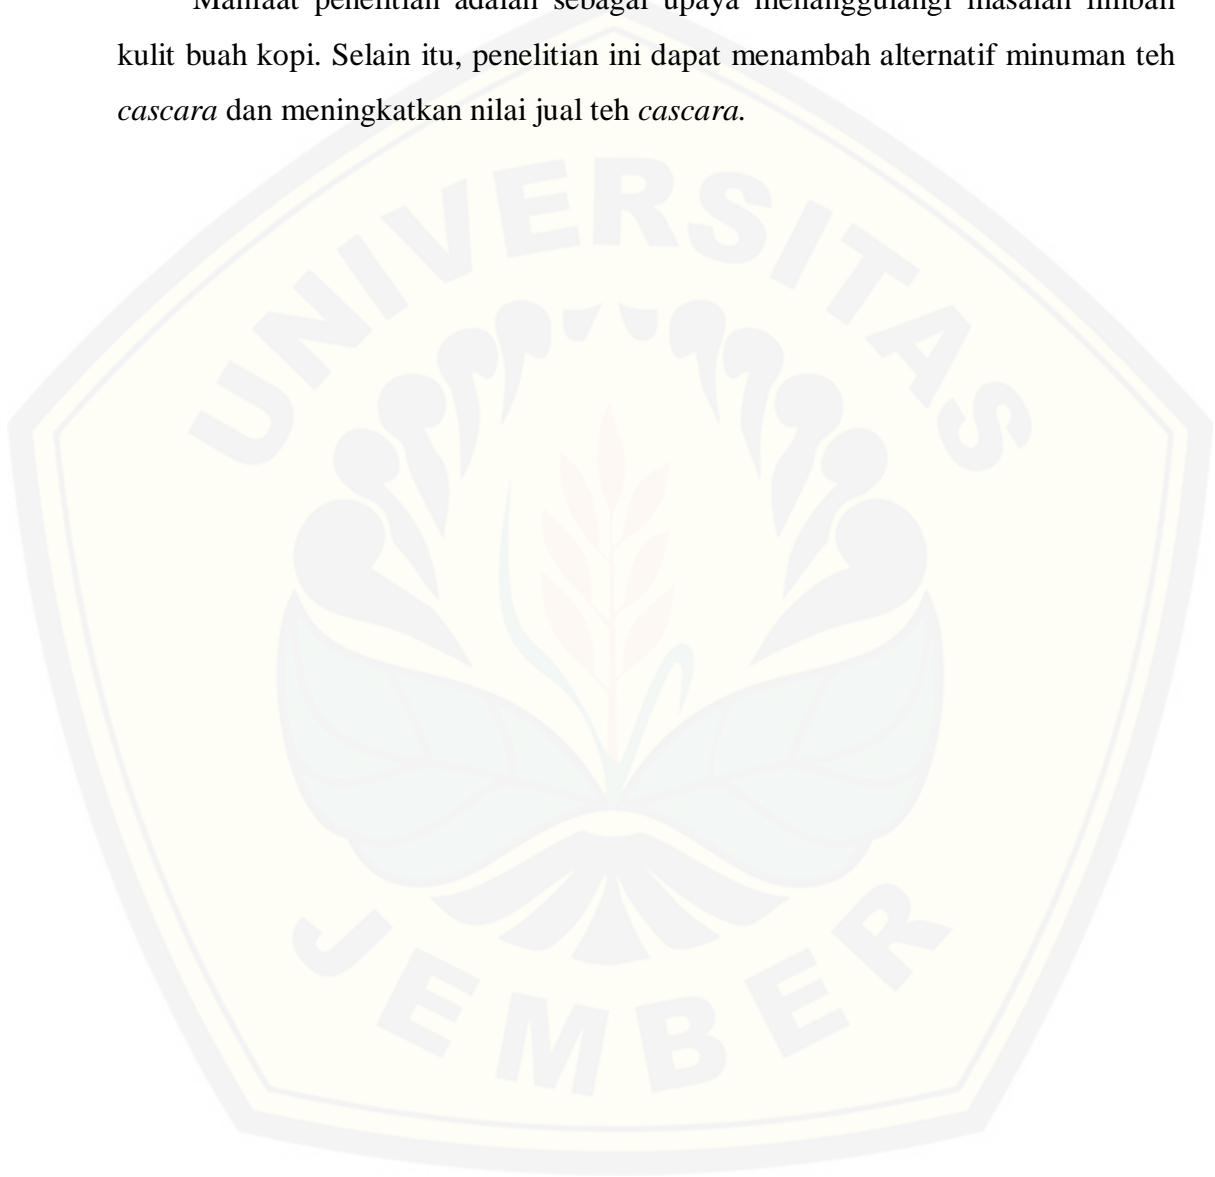 Manfaat penelitian adalah sebagai upaya menanggulangi masalah limbah
kulit buah kopi. Selain itu, penelitian ini dapat menambah alternatif minuman teh
cascara dan meningkatkan nilai jual teh cascara.
UNIVERSITAS
JEMBER